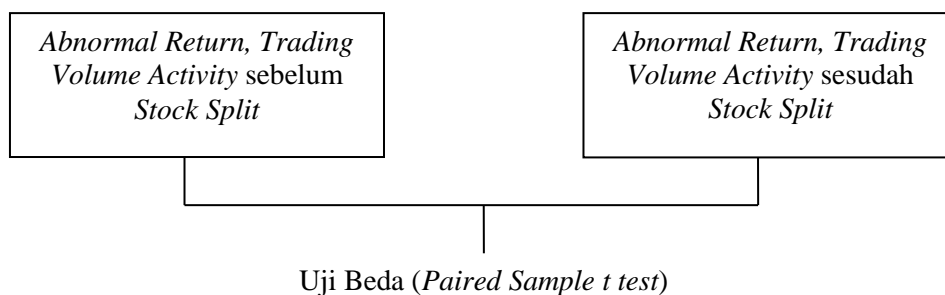 Abnormal Return, Trading
Volume Activity sebelum
Stock Split
Abnormal Return, Trading
Volume Activity sesudah
Stock Split
Uji Beda (Paired Sample t test)